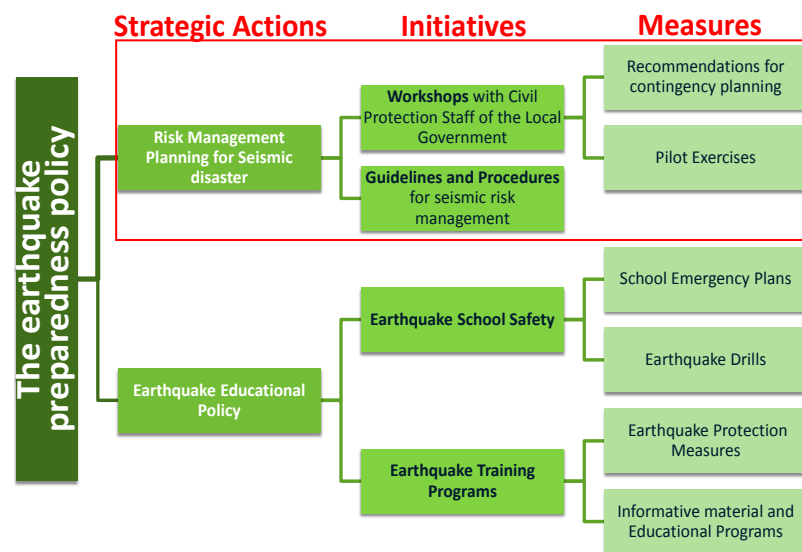 Strategic Actions
Initiatives
Measures
The earthquake
preparedness policy
Risk Management
Planning for Seismic
disaster
Workshops with Civil
Protection Staff of the Local
Government
Recommendations for
contingency planning
Pilot Exercises
Guidelines and Procedures
for seismic risk
management
Earthquake Educational
Policy
Earthquake School Safety
School Emergency Plans
Earthquake Drills
Earthquake Training
Programs
Earthquake Protection
Measures
Informative material and
Educational Programs